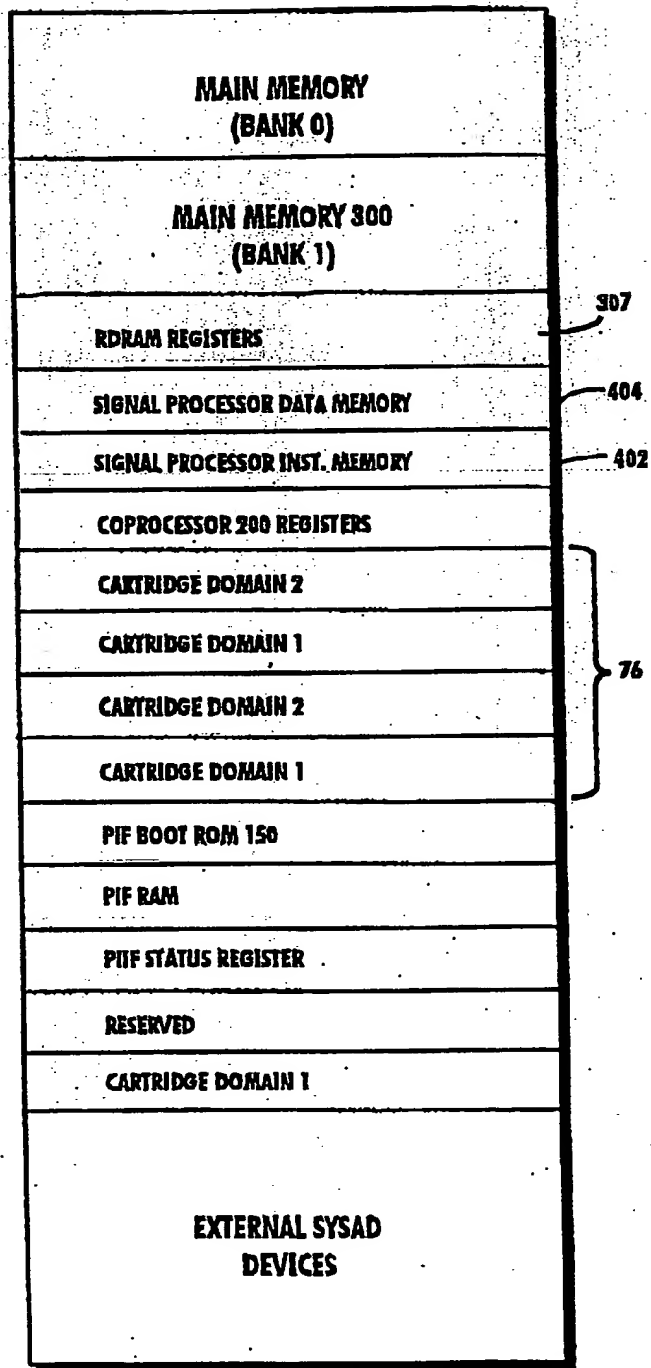 MAIN MEMORY
(BANK 0)
MAIN MEMORY 300
(BANK 1)
RDRAM REGISTERS
307
SIGNAL PROCESSOR DATA MEMORY
404
SIGNAL PROCESSOR INST. MEMORY
402
COPROCESSOR 200 REGISTERS
CARTRIDGE DOMAIN 2
CARTRIDGE DOMAIN 1
76
CARTRIDGE DOMAIN 2
CARTRIDGE DOMAIN 1
PIF BOOT ROM 150
PIF RAM
PIIF STATUS REGISTER
RESERVED
CARTRIDGE DOMAIN 1
EXTERNAL SYSAD
DEVICES